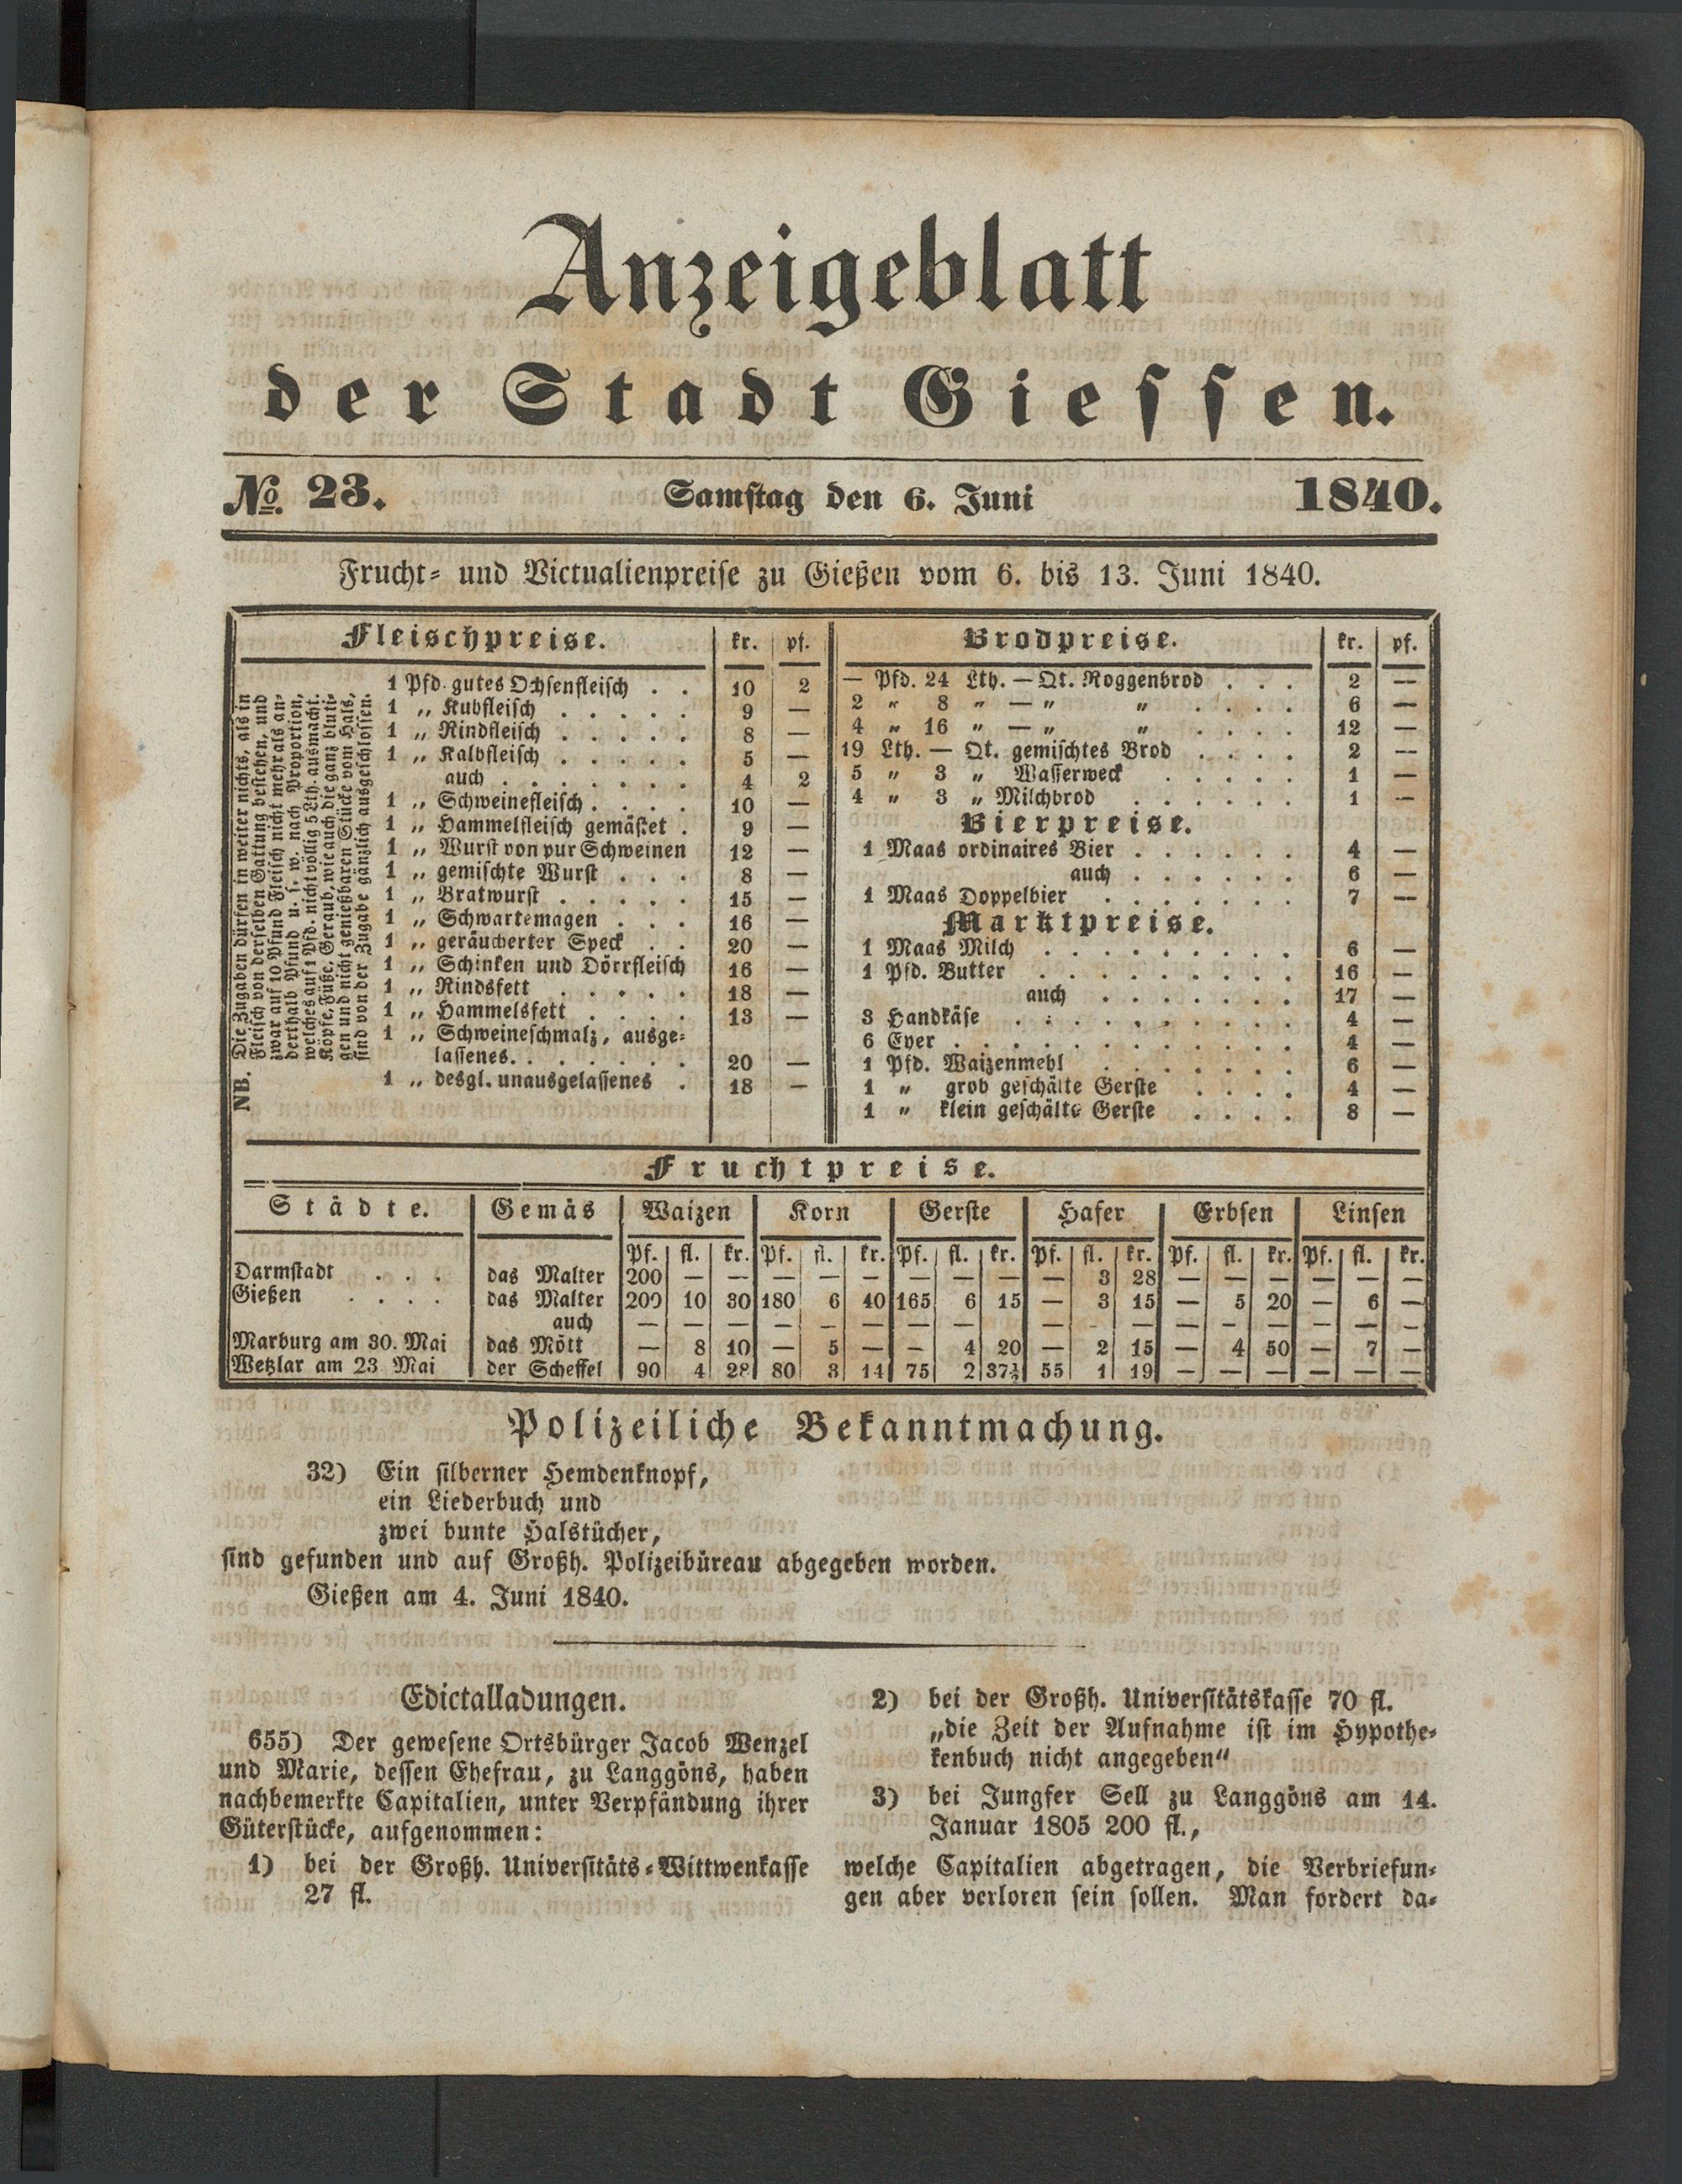 Anzeigeblatt
der Stadt Giessen.
No. 23. Samstag den 6. Juni 1840.
Frucht- und Victualienpreise zu Gießen vom 6. bis 13. Juni 1840.
Fleischpreise. kr. pf.
NB. Die Zugaben dürfen in weiter nichts, als in
Fleisch von derselben Gattung bestehen, und
zwar auf 10 Pfund Fleisch nicht mehr als an-
derthalb Pfund u. s. w. nach Proportion,
welches auf 1 Pfd. nicht völlig 5 Lth. ausmacht.
Köpfe, Füße, Geraub, wie auch die ganz bluti-
gen und nicht genießbaren Stücke vom Hals,
sind von der Zugabe gänzlich ausgeschlossen.
1 Pfd. gutes Ochsenfleisch . . 10 2
1 „ Kuhfleisch . . . . . 9 —
1 „ Rindfleisch . . . . . 8 —
1 „ Kalbfleisch . . . . . 5 —
auch . . . . . . . 4 2
1 „ Schweinefleisch . . . . 10 —
1 „ Hammelfleisch gemästet . 9 —
1 „ Wurst von pur Schweinen 12 —
1 „ gemischte Wurst . . . 8 —
1 „ Bratwurst . . . . . 15 —
1 „ Schwartemagen . . . 16 —
1 „ geräucherter Speck . . 20 —
1 „ Schinken und Dörrfleisch 16 —
1 „ Rindsfett . . . . . 18 —
1 „ Hammelsfett . . . . 13 —
1 „ Schweineschmalz, ausge-
lassenes. . . . . . . 20 —
1 „ desgl. unausgelassenes . 18 —
Brodpreise. kr. pf.
— Pfd. 24 Lth. — Qt. Roggenbrod . . . 2 —
2 „ 8 „ — „ „ . . . . 6 —
4 „ 16 „ — „ „ . . . . 12 —
19 Lth. — Qt. gemischtes Brod . . . . 2 —
5 „ 3 „ Wasserweck . . . . . 1 —
4 „ 3 „ Milchbrod . . . . . . 1 —
Bierpreise.
1 Maas ordinaires Bier . . . . . . 4 —
auch . . . . . . 6 —
1 Maas Doppelbier . . . . . . . 7 —
Marktpreise.
1 Maas Milch . . . . . . . . . 6 —
1 Pfd. Butter . . . . . . . . . 16 —
auch . . . . . . . 17 —
3 Handkäse . . . . . . . . . 4 —
6 Eyer . . . . . . . . . . . . 4 —
1 Pfd. Waizenmehl . . . . . . . 6 —
1 „ grob geschälte Gerste . . . . 4 —
1 „ klein geschälte Gerste . . . . 8 —
Fruchtpreise.
Städte. Gemäs Waizen Korn Gerste Hafer Erbsen Linsen
Pf. fl. kr. Pf. fl. kr. Pf. fl. kr. Pf. fl. kr. Pf. fl. kr. Pf. fl. kr.
Darmstadt . . . das Malter 200 — — — — — — — — — 3 28 — — — — — —
Gießen . . . . das Malter 200 10 30 180 6 40 165 6 15 — 3 15 — 5 20 — 6 —
auch — — — — — — — — — — — — — — — — — —
Marburg am 30. Mai das Mött — 8 10 — 5 — — 4 20 — 2 15 — 4 50 — 7 —
Wetzlar am 23 Mai der Scheffel 90 4 28 80 3 14 75 2 37½ 55 1 19 — — — — — —
Polizeiliche Bekanntmachung.
32) Ein silberner Hemdenknopf,
ein Liederbuch und
zwei bunte Halstücher,
sind gefunden und auf Großh. Polizeibüreau abgegeben worden.
Gießen am 4. Juni 1840.
Edictalladungen.
655) Der gewesene Ortsbürger Jacob Wenzel
und Marie, dessen Ehefrau, zu Langgöns, haben
nachbemerkte Capitalien, unter Verpfändung ihrer
Güterstücke, aufgenommen:
1) bei der Großh. Universitäts-Wittwenkasse
27 fl.
2) bei der Großh. Universitätskasse 70 fl.
„die Zeit der Aufnahme ist im Hypothe-
kenbuch nicht angegeben“
3) bei Jungfer Sell zu Langgöns am 14.
Januar 1805 200 fl.,
welche Capitalien abgetragen, die Verbriefun-
gen aber verloren sein sollen. Man fordert da-